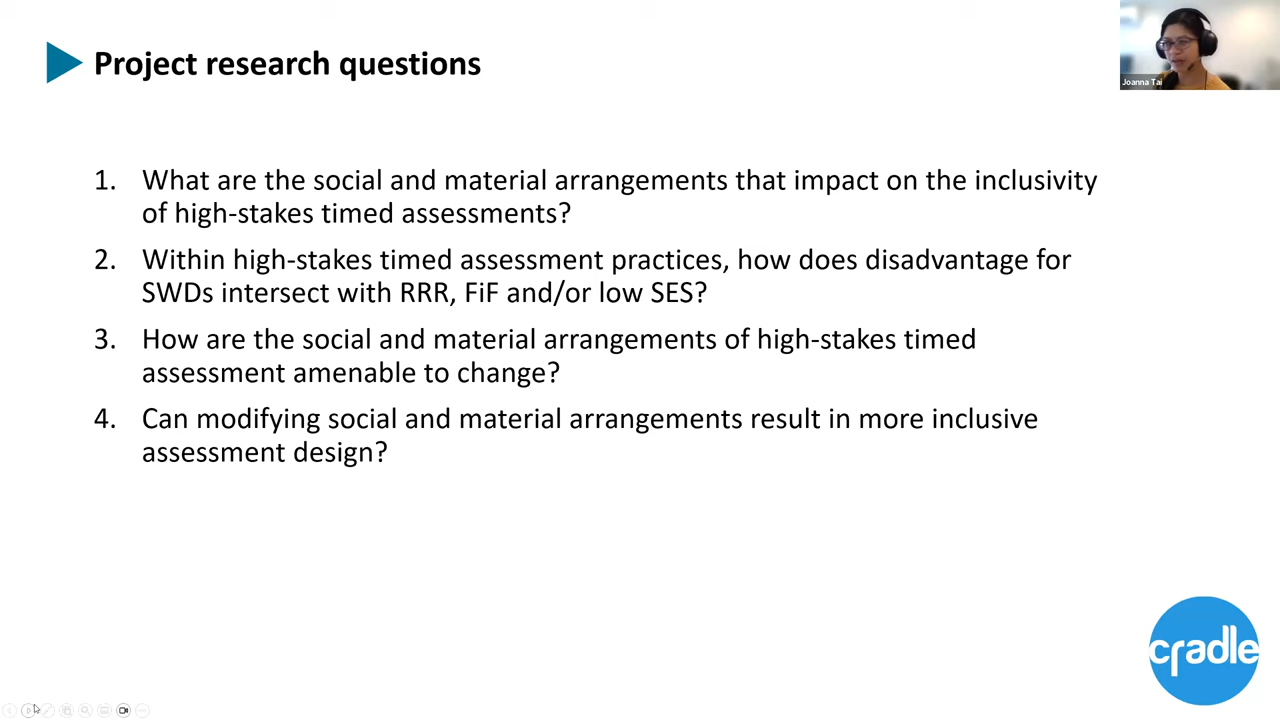 Project research questions
Joanna Tai
1. What are the social and material arrangements that impact on the inclusivity
of high-stakes timed assessments?
2. Within high-stakes timed assessment practices, how does disadvantage for
SWDs intersect with RRR, FiF and/or low SES?
3. How are the social and material arrangements of high-stakes timed
assessment amenable to change?
4. Can modifying social and material arrangements result in more inclusive
assessment design?
cradle